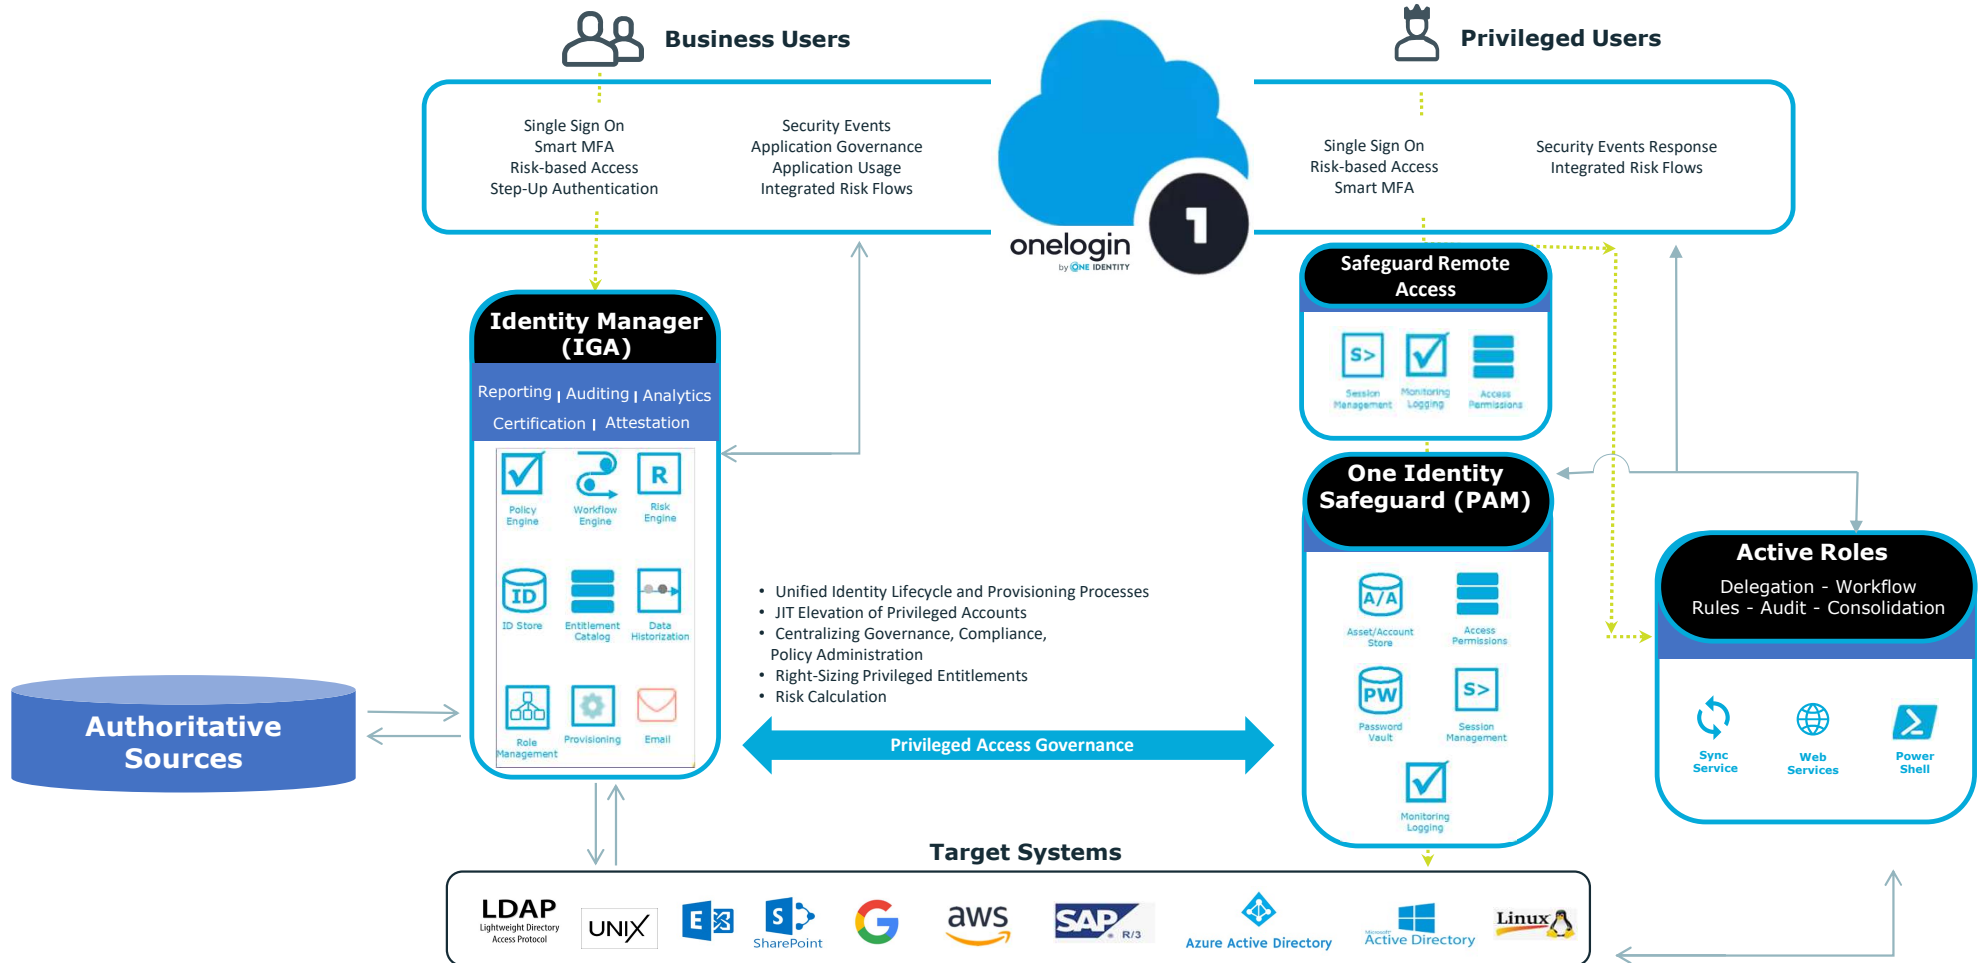 Business Users
Privileged Users
Single Sign On
Smart MFA
Risk-based Access
Step-Up Authentication
Security Events
Application Governance
Application Usage
Integrated Risk Flows
1
onelogin
by ONE IDENTITY
Single Sign On
Risk-based Access
Smart MFA
Security Events Response
Integrated Risk Flows
Safeguard Remote
Access
S>
Session
Management
Monitoring
Logging
Access
Permissions
Identity Manager
(IGA)
Reporting | Auditing | Analytics
Certification | Attestation
Policy
Engine
Workflow
Engine
R
Risk
Engine
ID
ID Store
Entitlement
Catalog
Data
Historization
Role
Management
Provisioning
Email
• Unified Identity Lifecycle and Provisioning Processes
• JIT Elevation of Privileged Accounts
• Centralizing Governance, Compliance,
Policy Administration
• Right-Sizing Privileged Entitlements
• Risk Calculation
Privileged Access Governance
One Identity
Safeguard (PAM)
A/A
Asset/Account
Store
Access
Permissions
PW
Password
Vault
S>
Session
Management
Monitoring
Logging
Active Roles
Delegation - Workflow
Rules - Audit - Consolidation
Sync
Service
Web
Services
Power
Shell
Authoritative
Sources
Target Systems
LDAP
Lightweight Directory
Access Protocol
UNIX
E
S
SharePoint
G
aws
SAP R/3
Azure Active Directory
Microsoft
Active Directory
Linux